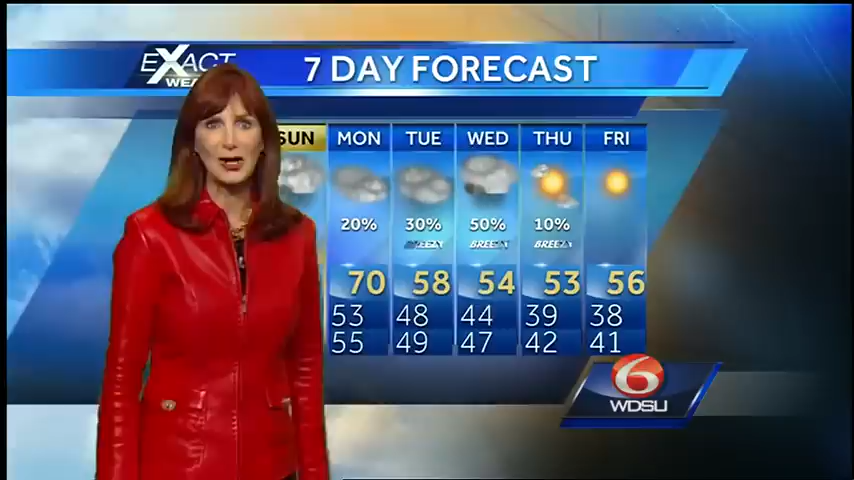 EXACT
WEA
7 DAY FORECAST
SUN MON TUE WED THU FRI
20% 30% 50% 10%
BREEZY BREEZY BREEZY
70 58 54 53 56
53 48 44 39 38
55 49 47 42 41
6
WDSU